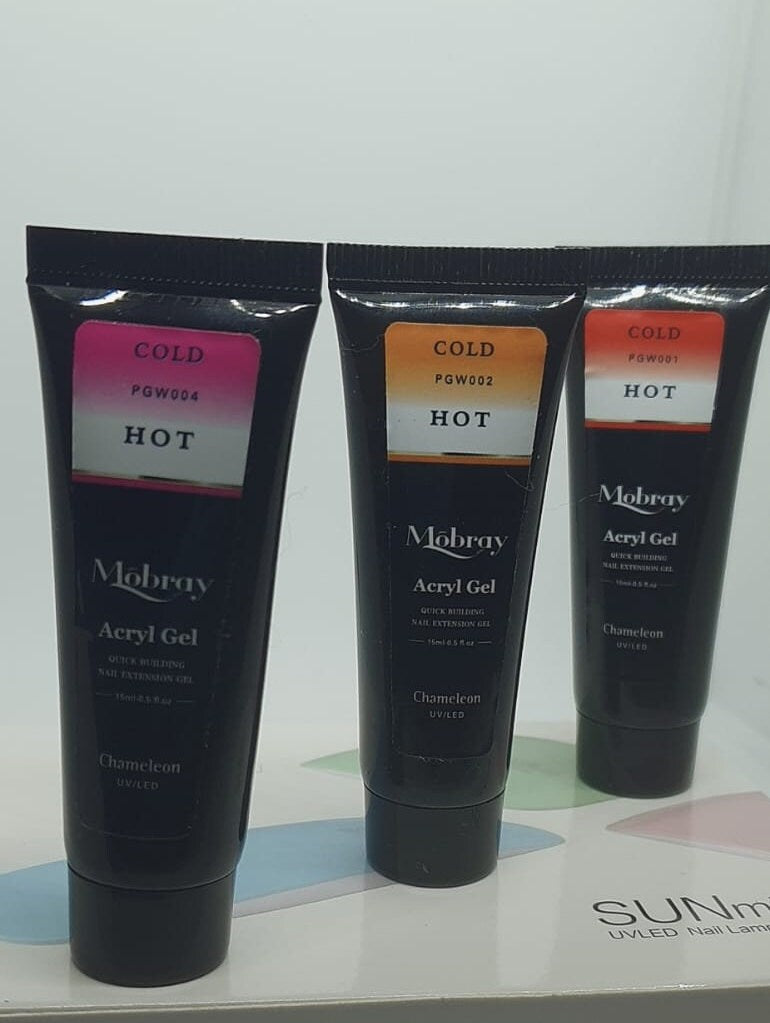 COLD
PGW004
HOT
Mobray
Acryl Gel
QUICK BUILDING
NAIL EXTENSION GEL
15ml-0.5 fl oz
Chameleon
UV/LED
COLD
PGW002
HOT
Mobray
Acryl Gel
QUICK BUILDING
NAIL EXTENSION GEL
15ml-0.5 fl oz
Chameleon
UV/LED
COLD
PGW001
HOT
Mobray
Acryl Gel
QUICK BUILDING
NAIL EXTENSION GEL
15ml-0.5 fl oz
Chameleon
UV/LED
SUNmi
UVLED Nail Lamp